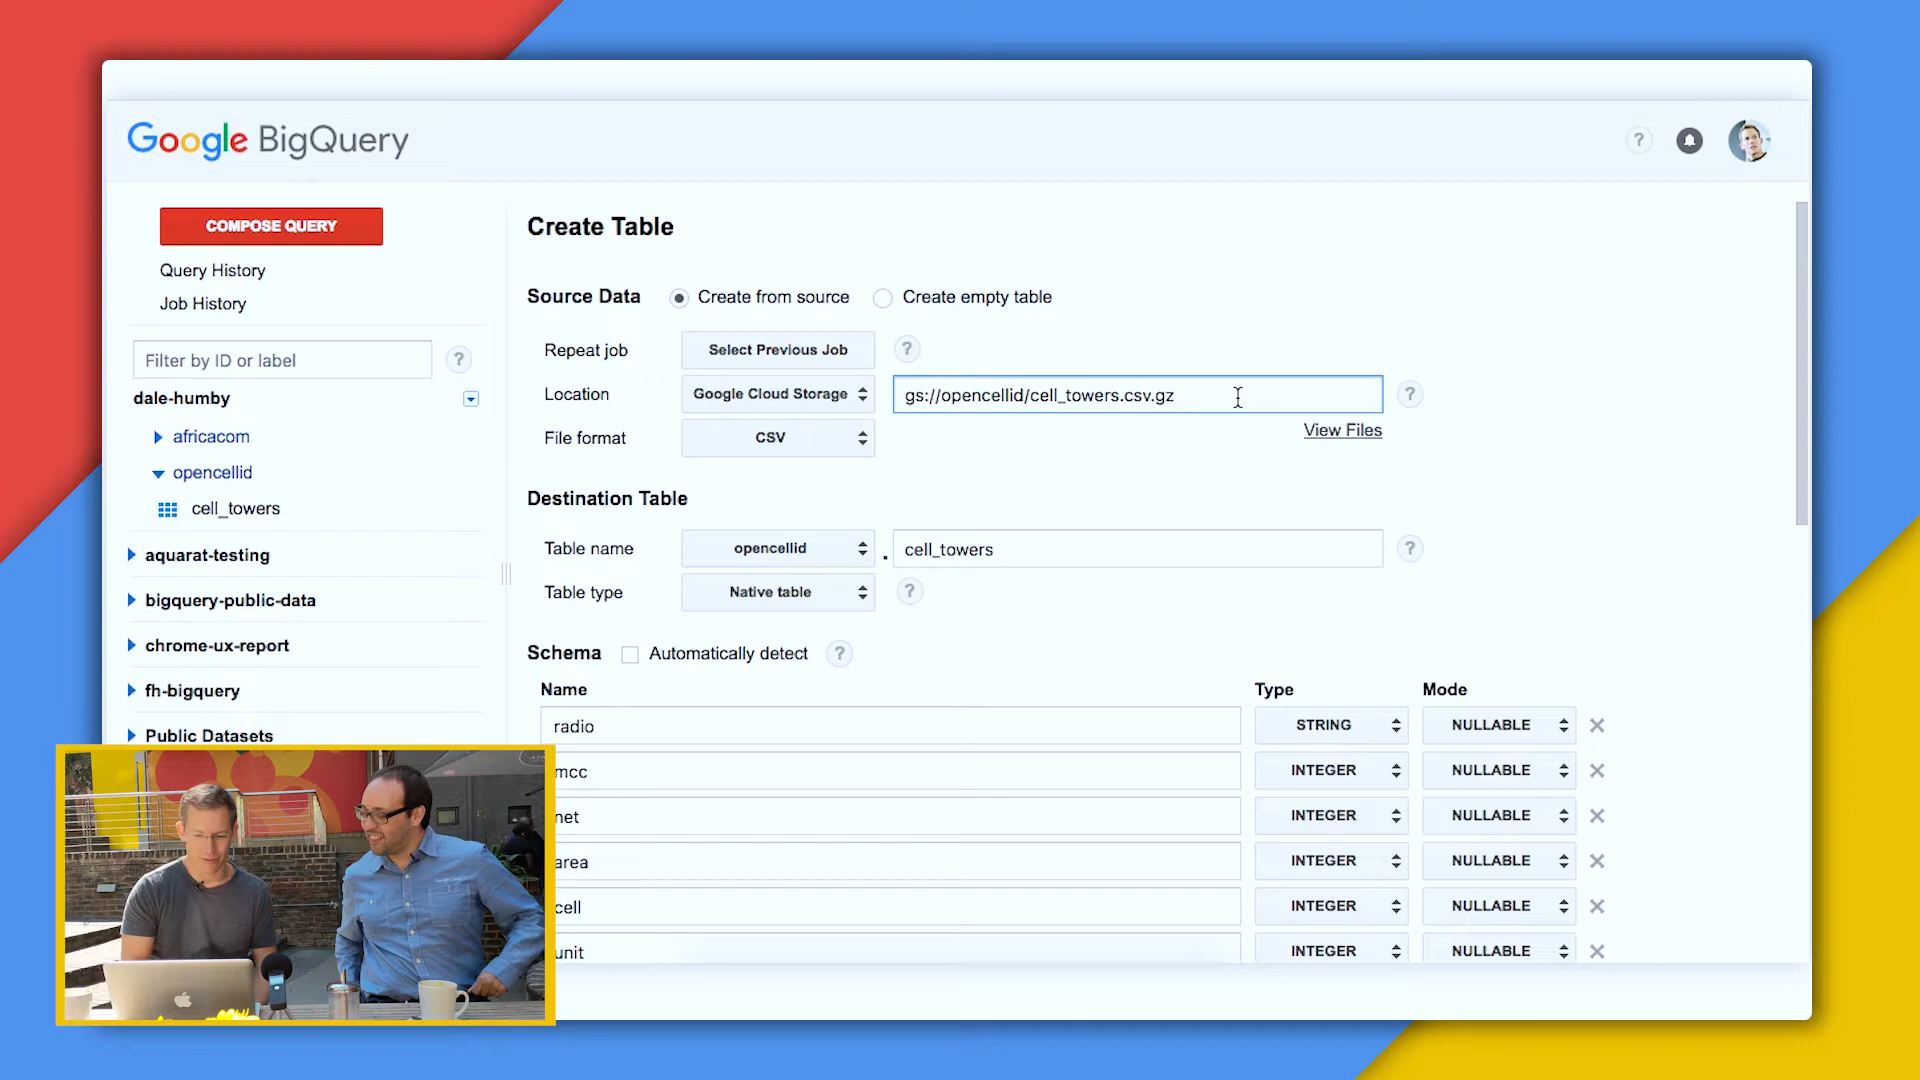 Google BigQuery
?
COMPOSE QUERY
Query History
Job History
Filter by ID or label
?
dale-humby
africacom
opencellid
cell_towers
aquarat-testing
bigquery-public-data
chrome-ux-report
fh-bigquery
Public Datasets
Create Table
Source Data Create from source Create empty table
Repeat job Select Previous Job ?
Location Google Cloud Storage gs://opencellid/cell_towers.csv.gz ?
View Files
File format CSV
Destination Table
Table name opencellid . cell_towers ?
Table type Native table ?
Schema Automatically detect ?
Name Type Mode
radio STRING NULLABLE
mcc INTEGER NULLABLE
net INTEGER NULLABLE
area INTEGER NULLABLE
cell INTEGER NULLABLE
unit INTEGER NULLABLE